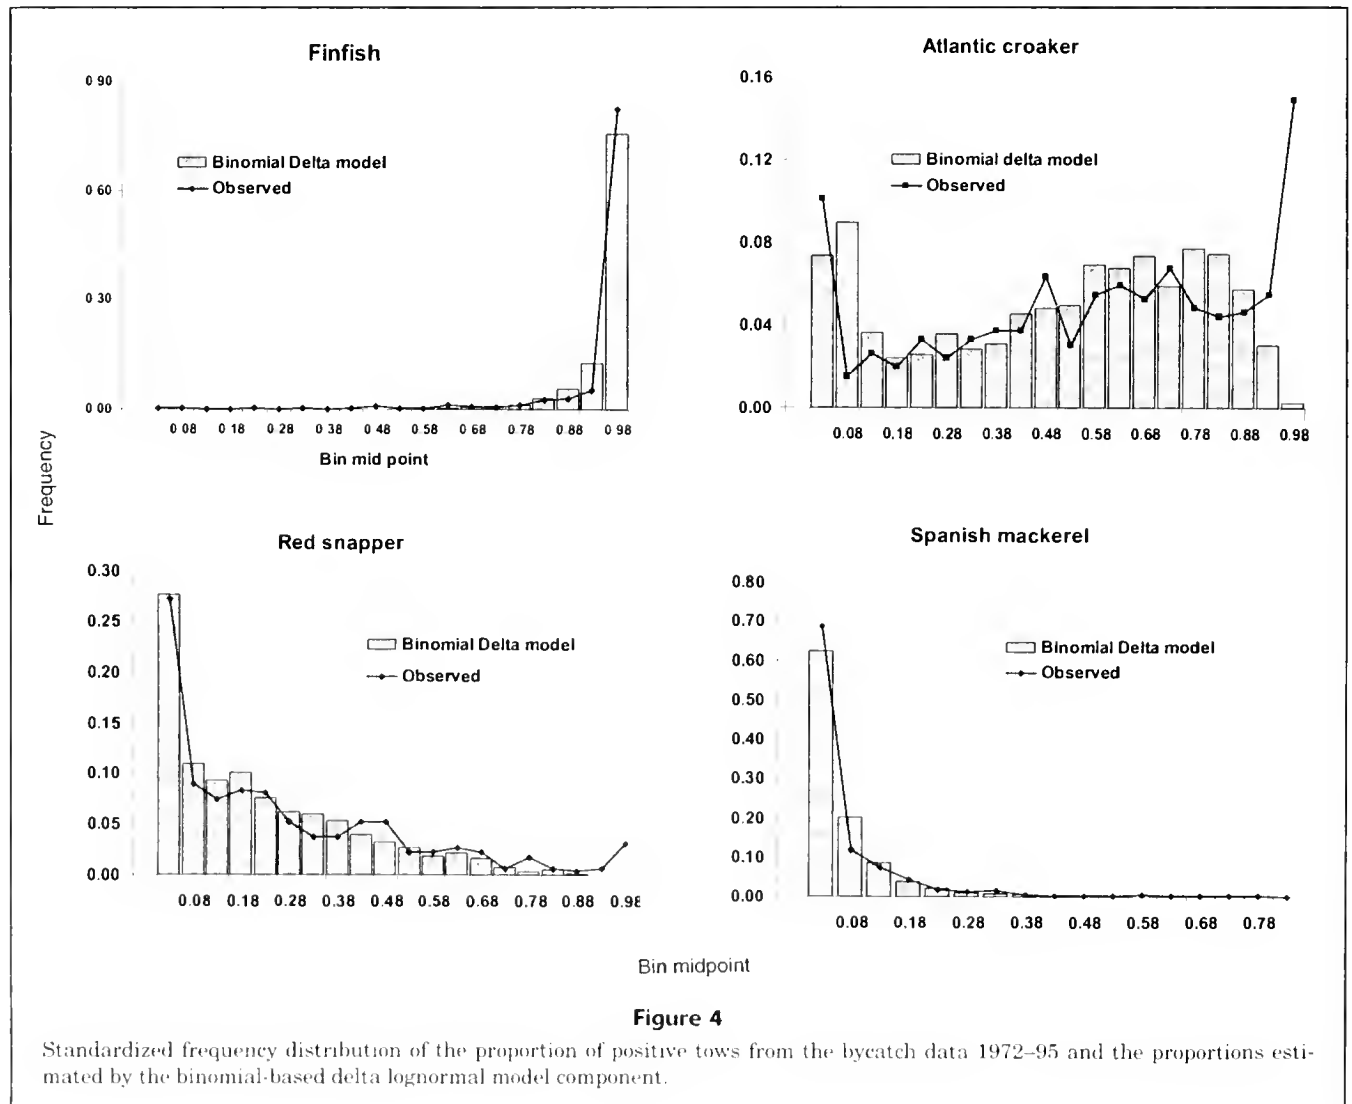 Finfish
0 90
0 60
0 30
0 00
Binomial Delta model
Observed
0 08 0 18 0 28 0 38 0 48 0 58 0 68 0 78 0 88 0 98
Bin mid point
Atlantic croaker
0.16
0.12
0.08
0.04
0.00
Binomial delta model
Observed
0.08 0.18 0.28 0.38 0.48 0.58 0.68 0.78 0.88 0.98
Frequency
Red snapper
0.30
0.25
0.20
0.15
0.10
0.05
0.00
Binomial Delta model
Observed
0.08 0.18 0.28 0.38 0.48 0.58 0.68 0.78 0.88 0.98
Spanish mackerel
0.80
0.70
0.60
0.50
0.40
0.30
0.20
0.10
0.00
Binomial Delta model
Observed
0.08 0.18 0.28 0.38 0.48 0.58 0.68 0.78
Bin midpoint
Figure 4
Standardized frequency distribution of the proportion of positive tows from the bycatch data 1972–95 and the proportions esti-
mated by the binomial-based delta lognormal model component.